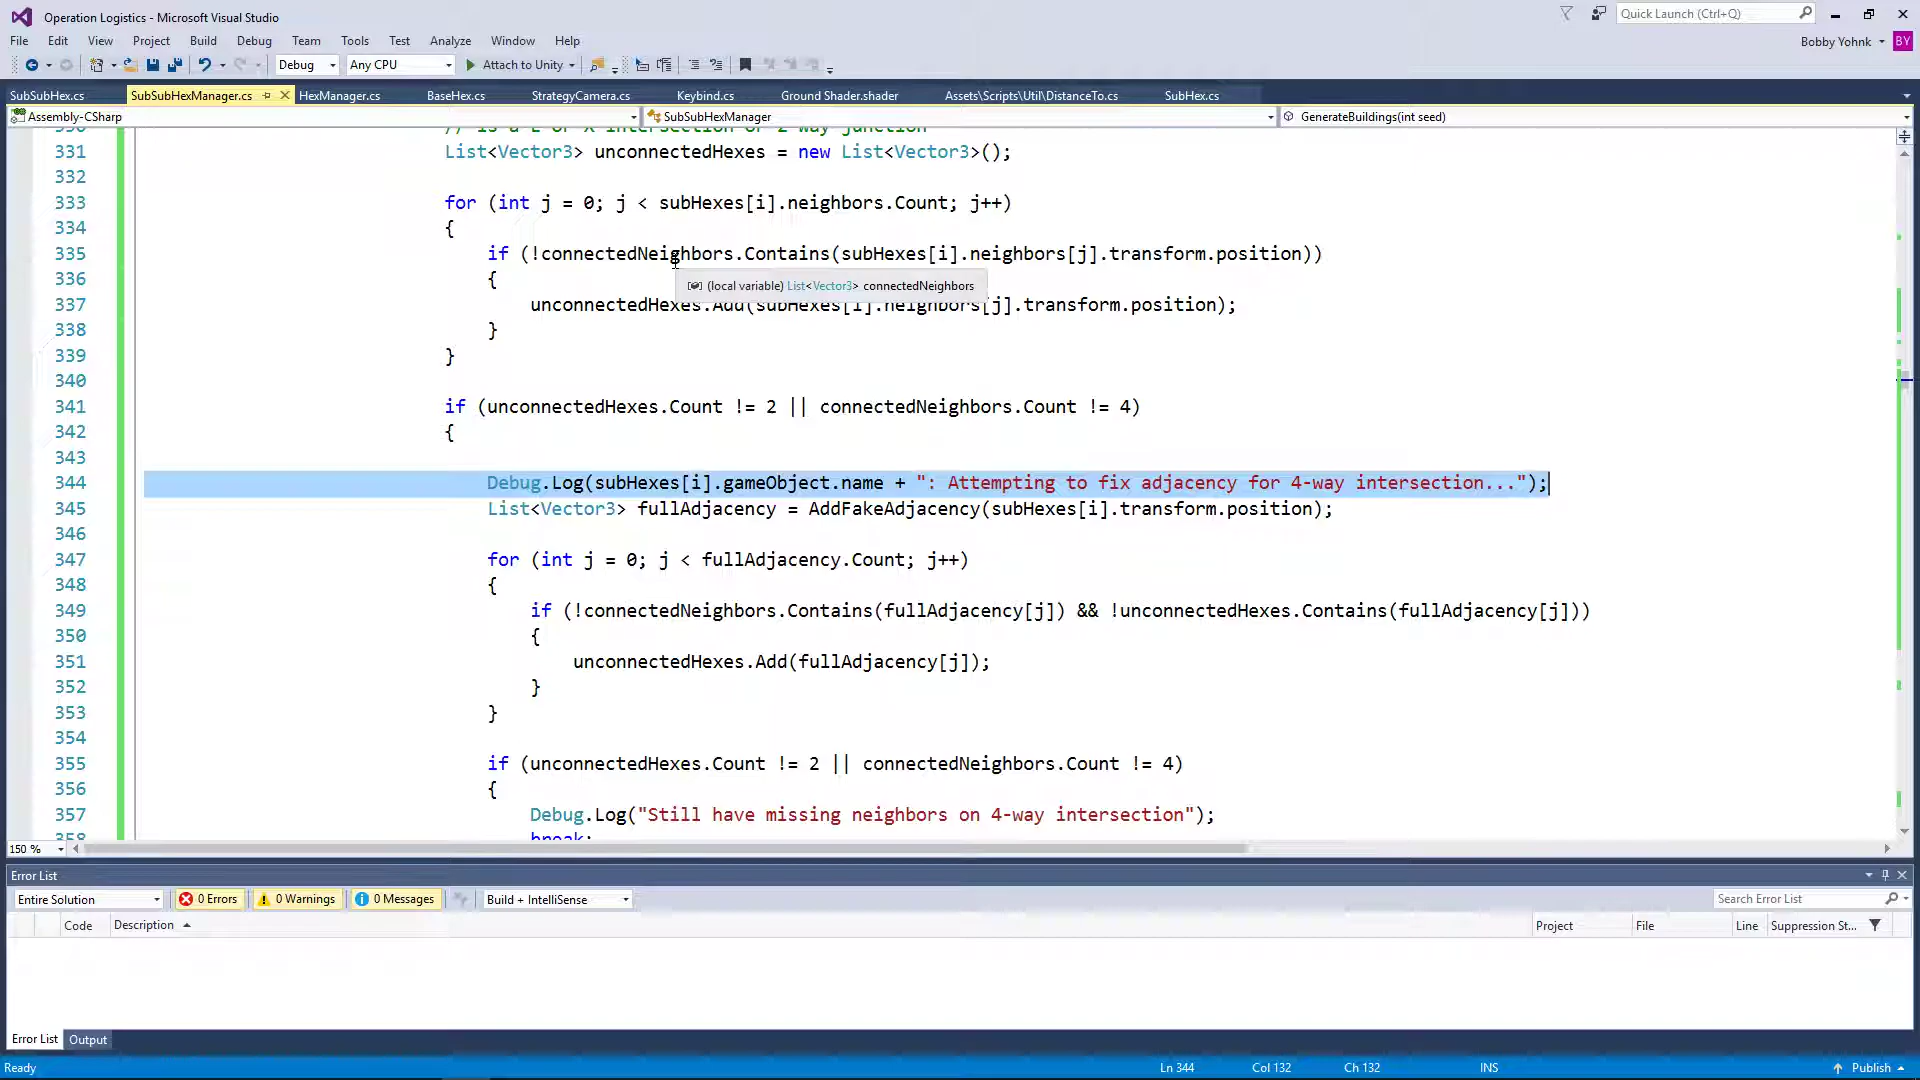 Operation Logistics - Microsoft Visual Studio
Quick Launch (Ctrl+Q)
File Edit View Project Build Debug Team Tools Test Analyze Window Help
Bobby Yohnk BY
Debug Any CPU Attach to Unity
SubSubHex.cs SubSubHexManager.cs HexManager.cs BaseHex.cs StrategyCamera.cs Keybind.cs Ground Shader.shader Assets\Scripts\Util\DistanceTo.cs SubHex.cs
Assembly-CSharp SubSubHexManager GenerateBuildings(int seed)
331 List<Vector3> unconnectedHexes = new List<Vector3>();
332
333 for (int j = 0; j < subHexes[i].neighbors.Count; j++)
334 {
335 if (!connectedNeighbors.Contains(subHexes[i].neighbors[j].transform.position))
336 {
(local variable) List<Vector3> connectedNeighbors
337 unconnectedHexes.Add(subHexes[i].neighbors[j].transform.position);
338 }
339 }
340
341 if (unconnectedHexes.Count != 2 || connectedNeighbors.Count != 4)
342 {
343
344 Debug.Log(subHexes[i].gameObject.name + ": Attempting to fix adjacency for 4-way intersection...");
345 List<Vector3> fullAdjacency = AddFakeAdjacency(subHexes[i].transform.position);
346
347 for (int j = 0; j < fullAdjacency.Count; j++)
348 {
349 if (!connectedNeighbors.Contains(fullAdjacency[j]) && !unconnectedHexes.Contains(fullAdjacency[j]))
350 {
351 unconnectedHexes.Add(fullAdjacency[j]);
352 }
353 }
354
355 if (unconnectedHexes.Count != 2 || connectedNeighbors.Count != 4)
356 {
357 Debug.Log("Still have missing neighbors on 4-way intersection");
358 break;
150 %
Error List
Entire Solution 0 Errors 0 Warnings 0 Messages Build + IntelliSense Search Error List
Code Description Project File Line Suppression St...
Error List Output
Ready Ln 344 Col 132 Ch 132 INS Publish